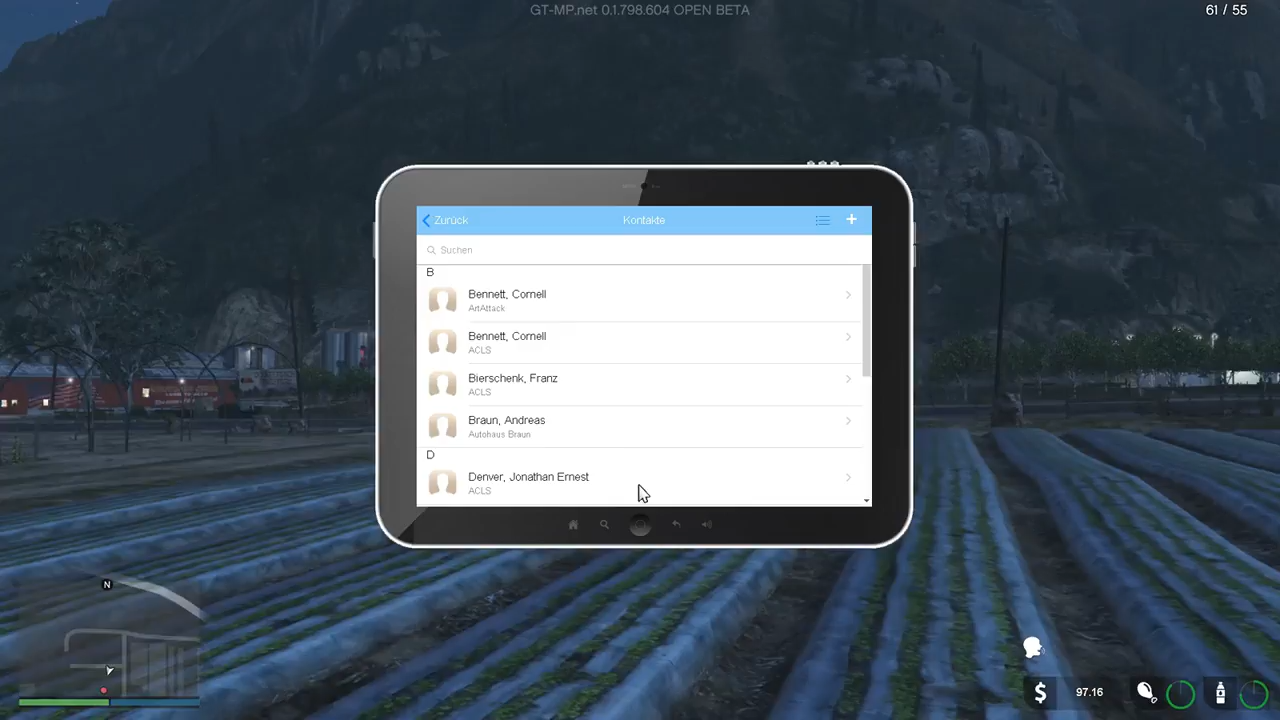 GT-MP.net 0.1.798.604 OPEN BETA
61 / 55
Zurück
Kontakte
+
Suchen
B
Bennett, Cornell
ArtAttack
Bennett, Cornell
ACLS
Bierschenk, Franz
ACLS
Braun, Andreas
Autohaus Braun
D
Denver, Jonathan Ernest
ACLS
N
$ 97.16